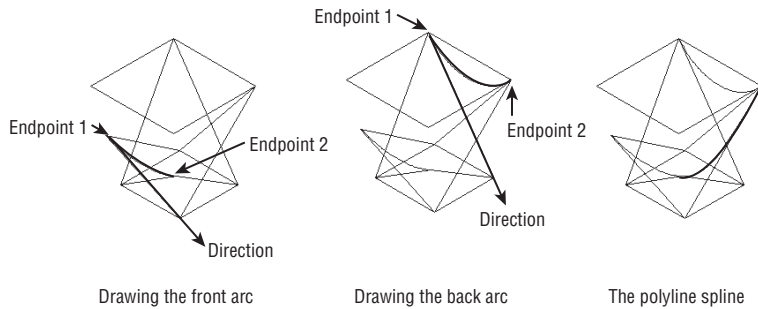 Endpoint 1
Endpoint 2
Direction
Drawing the front arc
Endpoint 1
Endpoint 2
Direction
Drawing the back arc
The polyline spline